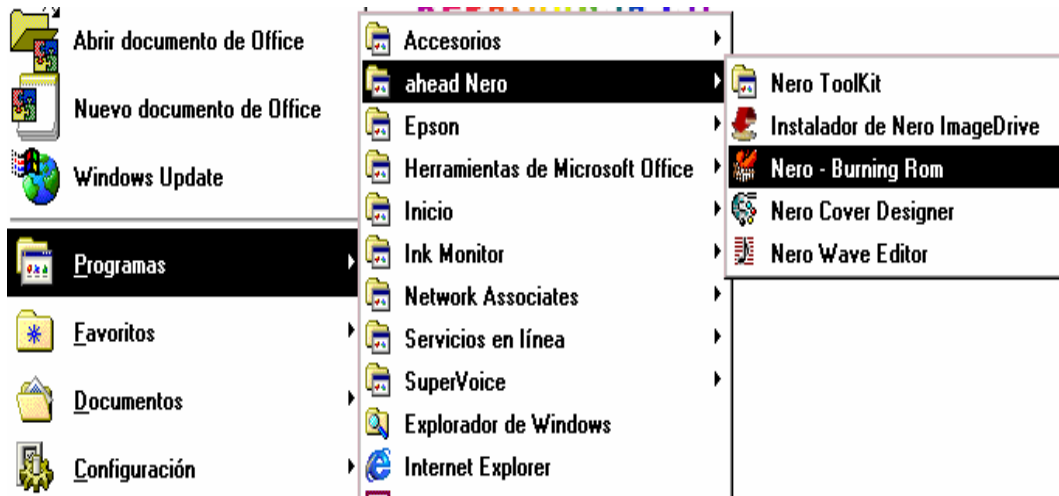 Abrir documento de Office
Nuevo documento de Office
Windows Update
Programas
Favoritos
Documentos
Configuración
Accesorios
ahead Nero
Epson
Herramientas de Microsoft Office
Inicio
Ink Monitor
Network Associates
Servicios en línea
SuperVoice
Explorador de Windows
Internet Explorer
Nero ToolKit
Instalador de Nero ImageDrive
Nero - Burning Rom
Nero Cover Designer
Nero Wave Editor